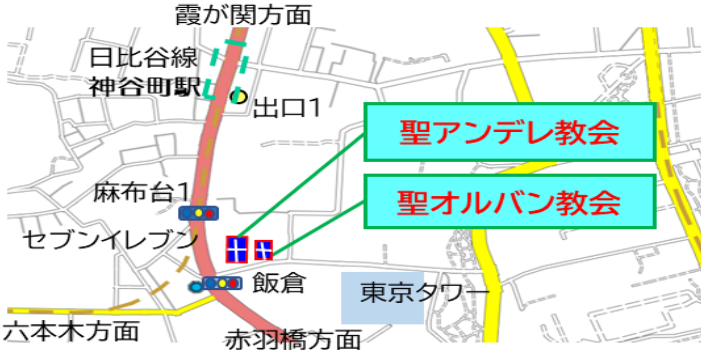 霞が関方面
日比谷線
神谷町駅
出口1
聖アンデレ教会
麻布台1
聖オルバン教会
セブンイレブン
飯倉
東京タワー
六本木方面
赤羽橋方面